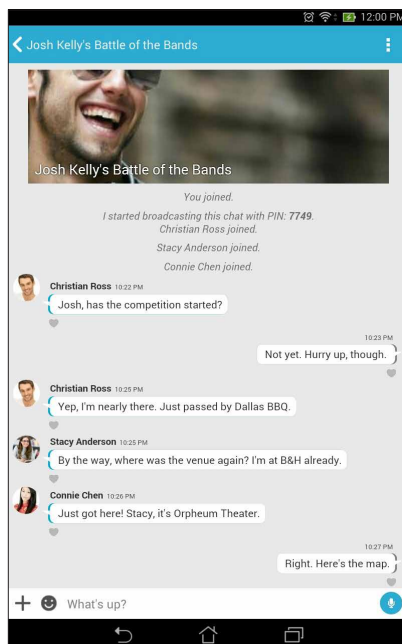 12:00 PM
Josh Kelly's Battle of the Bands
Josh Kelly's Battle of the Bands
You joined.
I started broadcasting this chat with PIN: 7749.
Christian Ross joined.
Stacy Anderson joined.
Connie Chen joined.
Christian Ross 10:22 PM
Josh, has the competition started?
10:23 PM
Not yet. Hurry up, though.
Christian Ross 10:25 PM
Yep, I'm nearly there. Just passed by Dallas BBQ.
Stacy Anderson 10:25 PM
By the way, where was the venue again? I'm at B&H already.
Connie Chen 10:26 PM
Just got here! Stacy, it's Orpheum Theater.
10:27 PM
Right. Here's the map.
What's up?